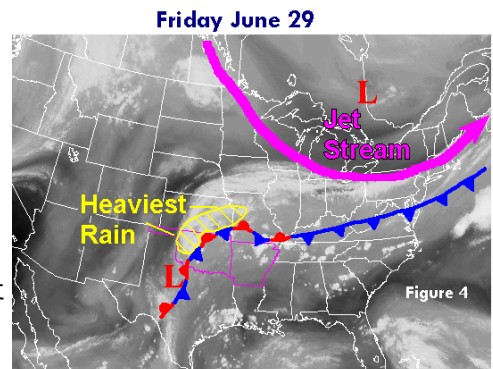 Friday June 29
L
Jet
Stream
Heaviest
Rain
L
Figure 4